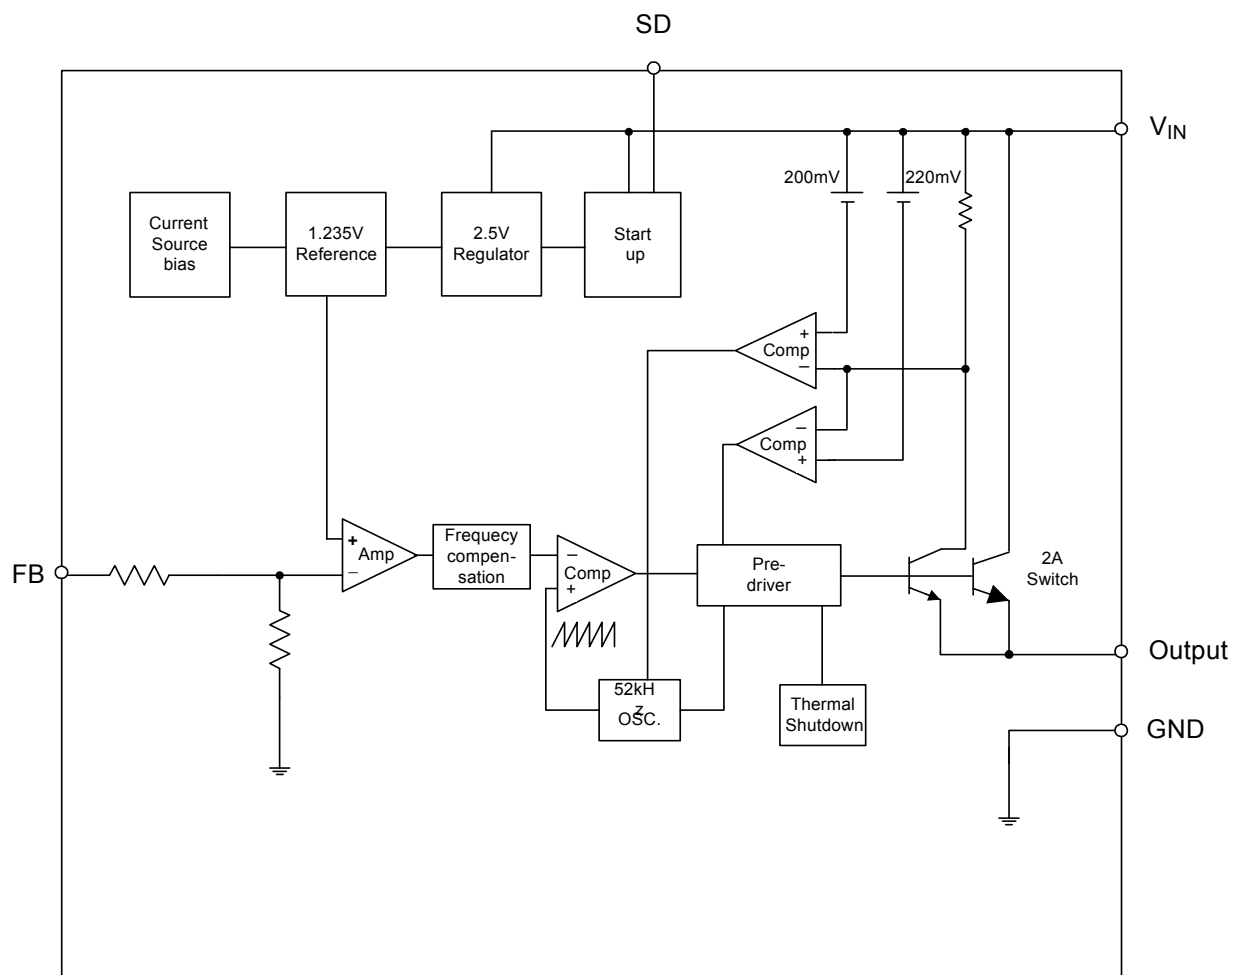 SD
V_IN
200mV
220mV
Current
Source
bias
1.235V
Reference
2.5V
Regulator
Start
up
+
Comp
−
−
Comp
+
FB
+
Amp
−
Frequecy
compen-
sation
−
Comp
+
Pre-
driver
2A
Switch
52kH
z
OSC.
Thermal
Shutdown
Output
GND